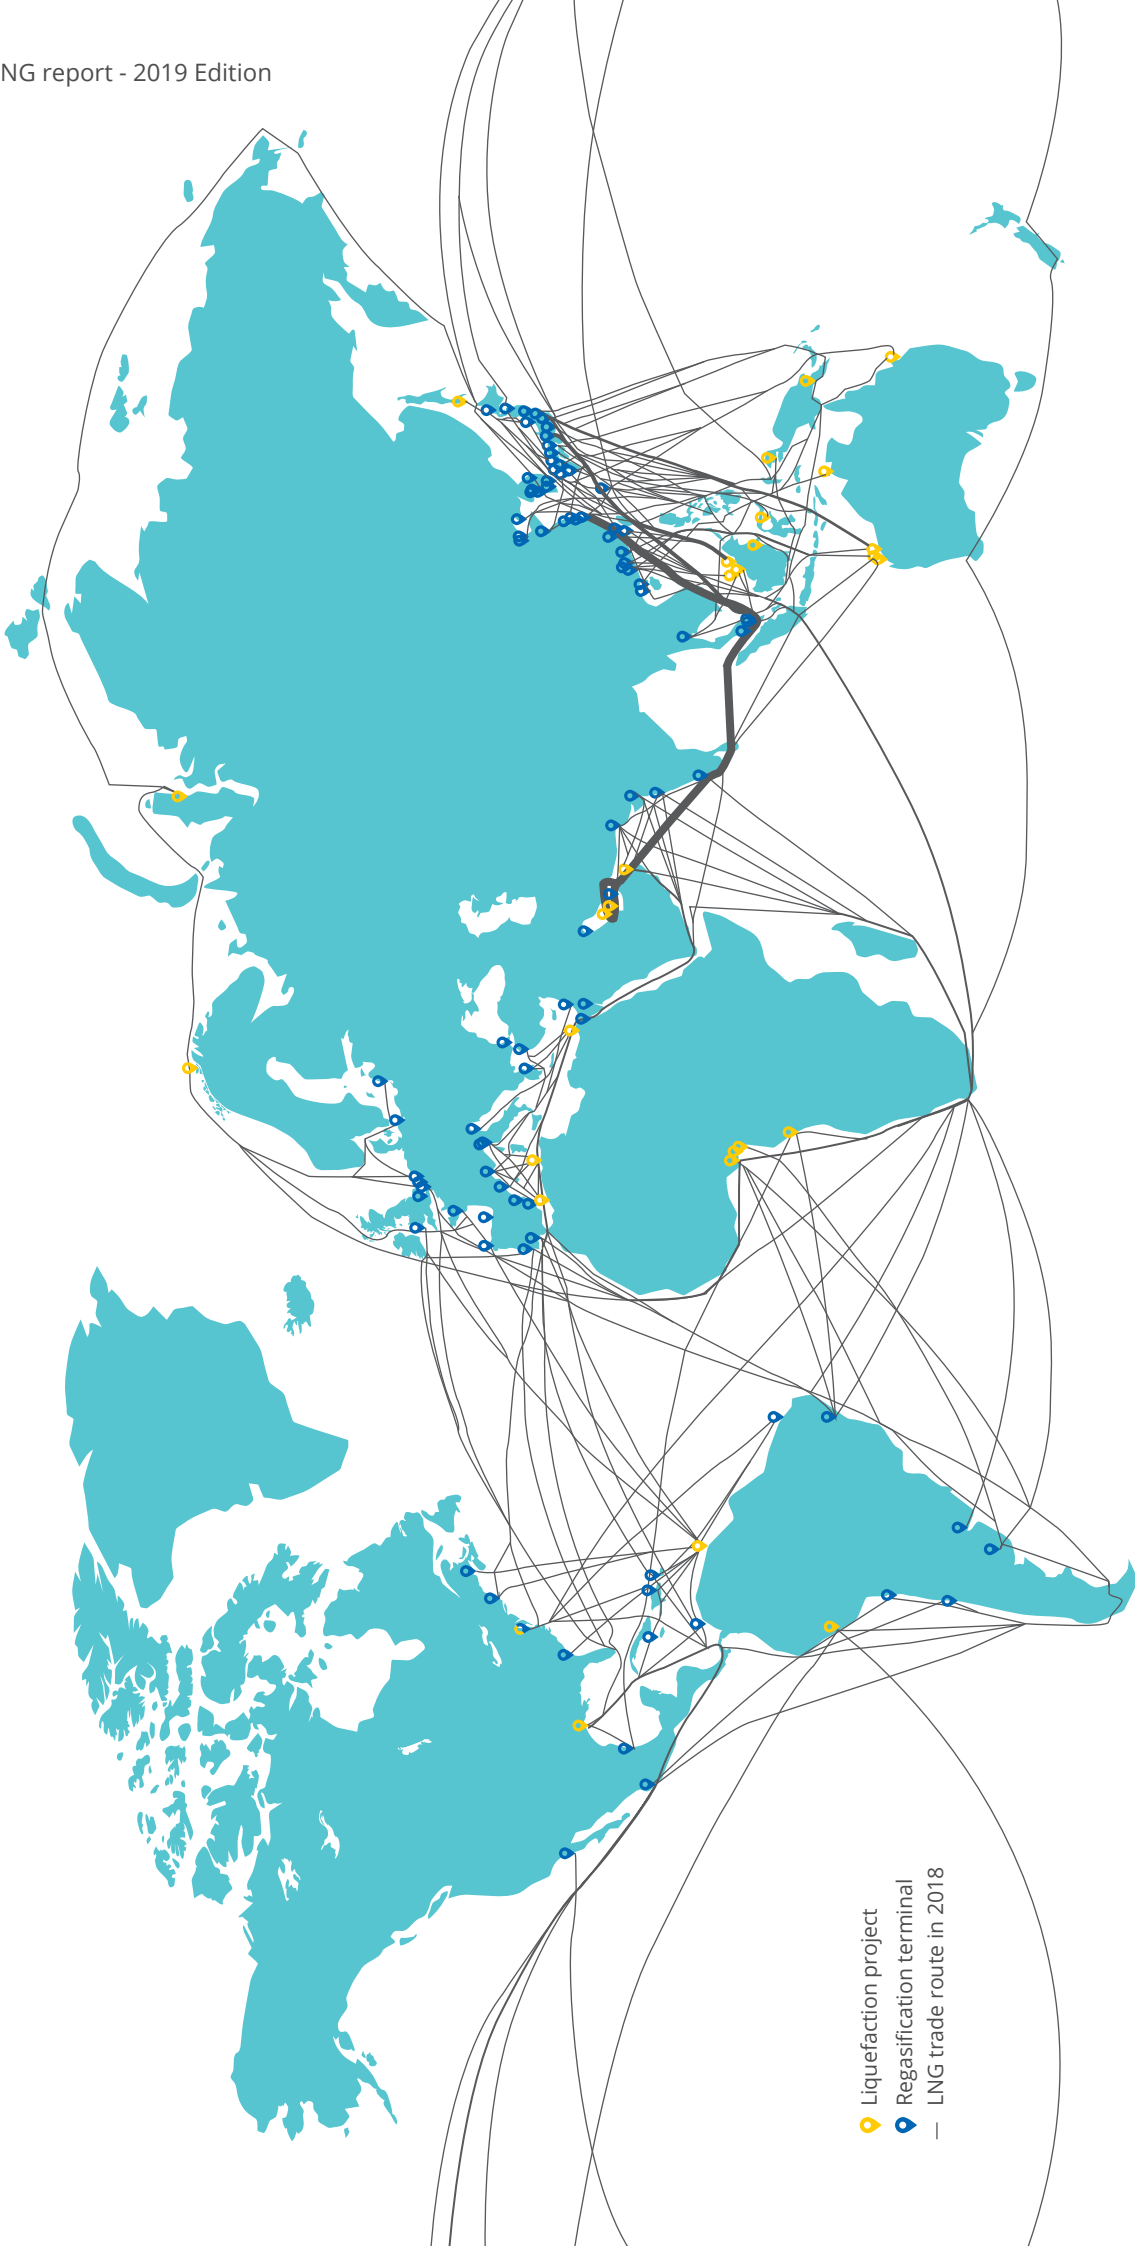 NG report - 2019 Edition
Liquefaction project
Regasification terminal
LNG trade route in 2018